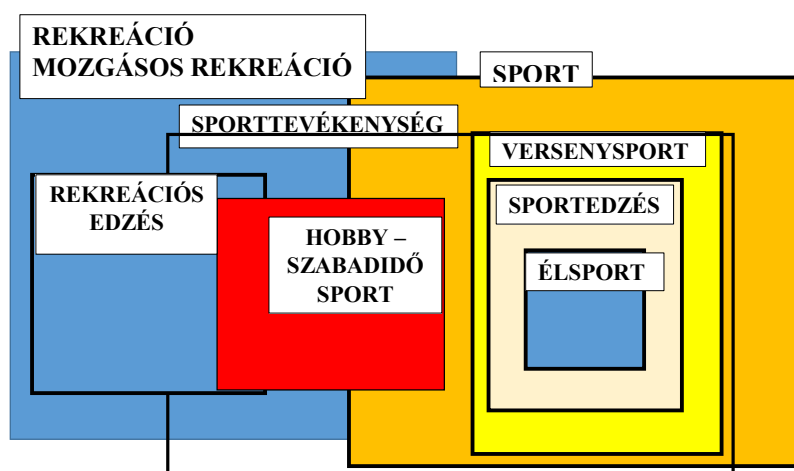 REKREÁCIÓ
MOZGÁSOS REKREÁCIÓ
SPORT
SPORTTEVÉKENYSÉG
VERSENYSPORT
REKREÁCIÓS
EDZÉS
SPORTEDZÉS
HOBBY –
SZABADIDŐ
SPORT
ÉLSPORT